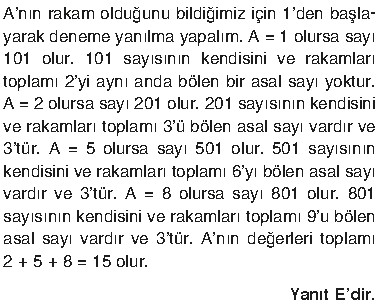 A’nın rakam olduğunu bildiğimiz için 1’den başla-
yarak deneme yanılma yapalım. A = 1 olursa sayı
101 olur. 101 sayısının kendisini ve rakamları
toplamı 2’yi aynı anda bölen bir asal sayı yoktur.
A = 2 olursa sayı 201 olur. 201 sayısının kendisini
ve rakamları toplamı 3’ü bölen asal sayı vardır ve
3’tür. A = 5 olursa sayı 501 olur. 501 sayısının
kendisini ve rakamları toplamı 6’yı bölen asal sayı
vardır ve 3’tür. A = 8 olursa sayı 801 olur. 801
sayısının kendisini ve rakamları toplamı 9’u bölen
asal sayı vardır ve 3’tür. A’nın değerleri toplamı
2 + 5 + 8 = 15 olur.
Yanıt E’dir.